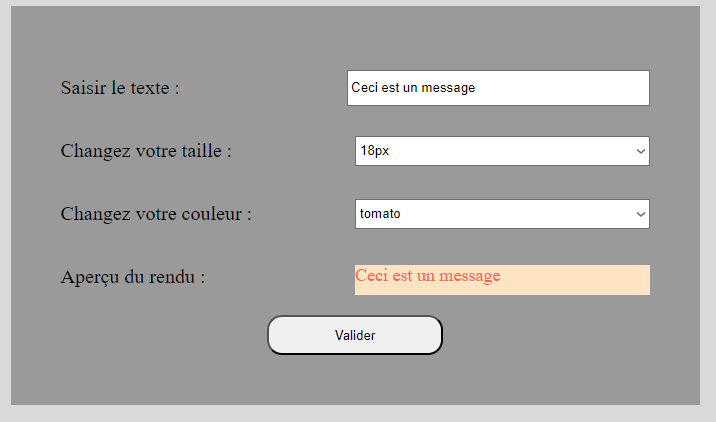 Saisir le texte : Ceci est un message
Changez votre taille : 18px
Changez votre couleur : tomato
Aperçu du rendu : Ceci est un message
Valider